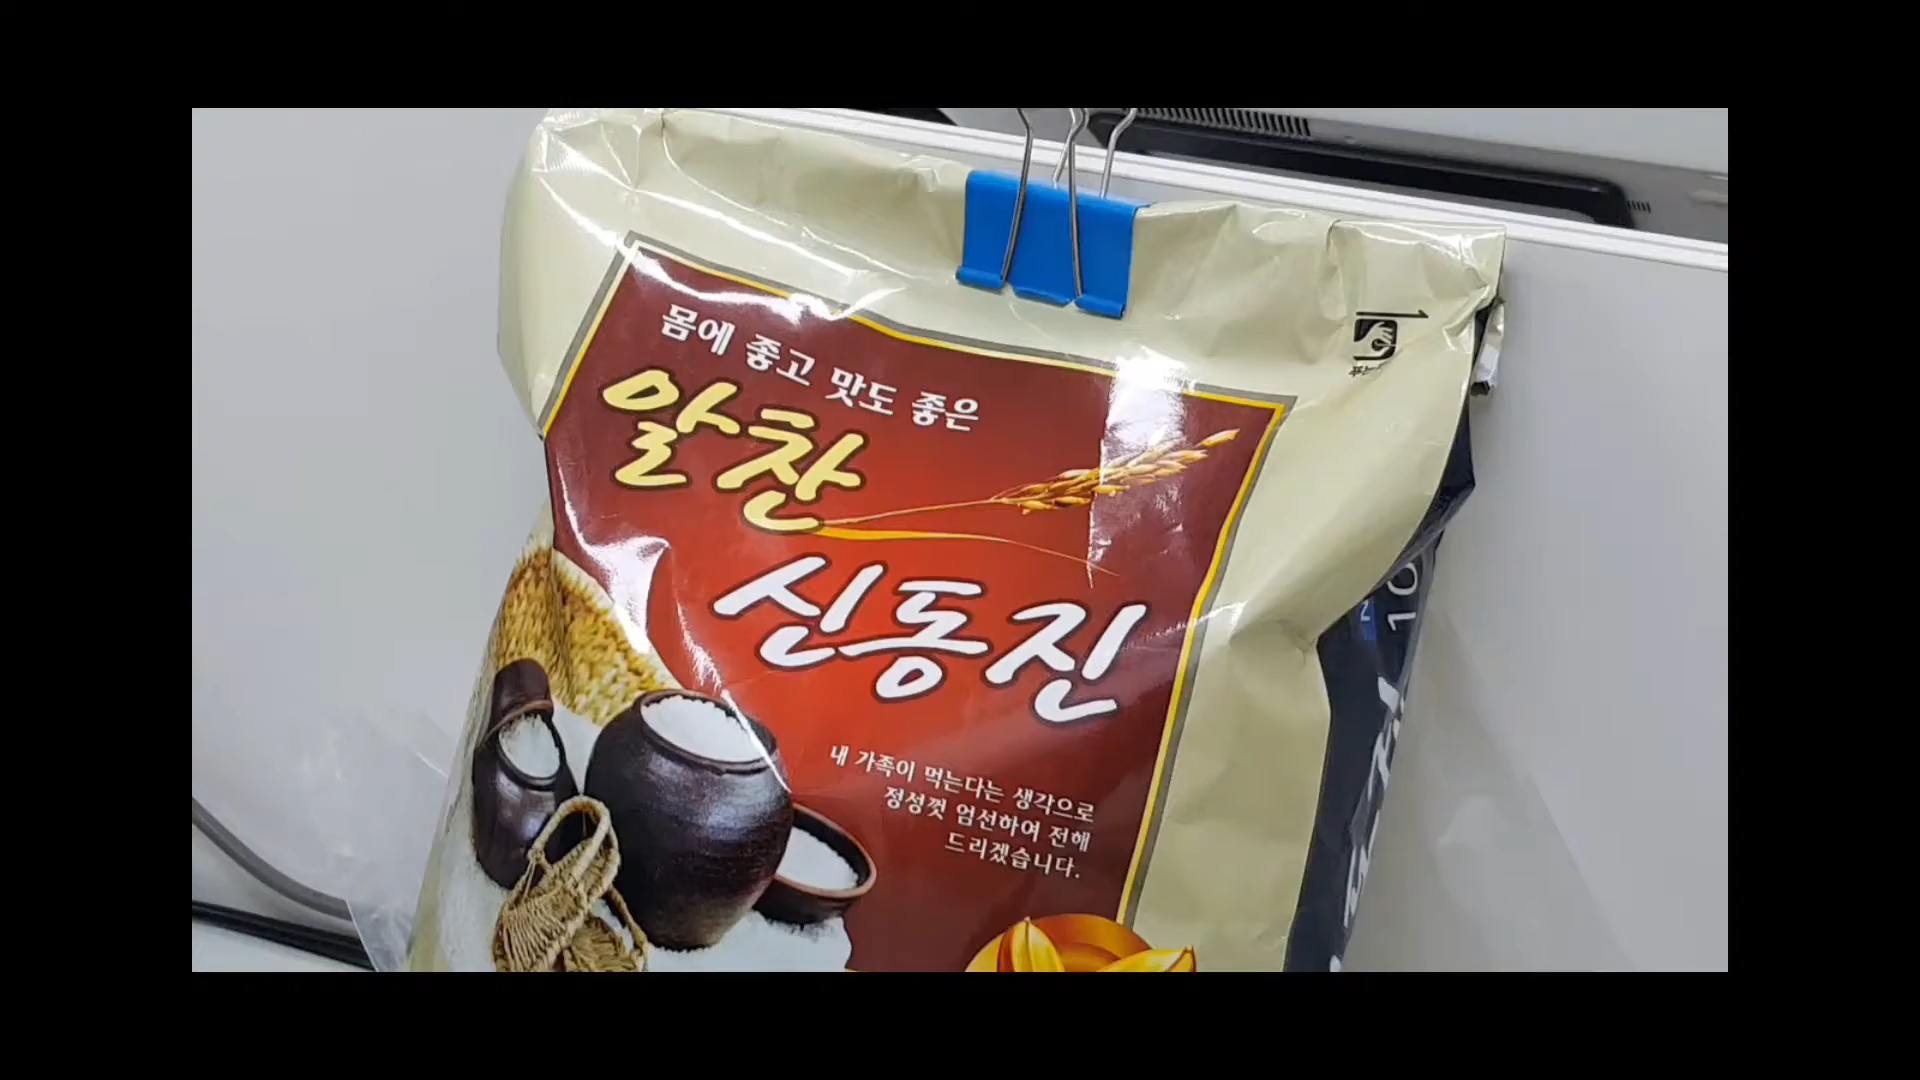 몸에 좋고 맛도 좋은
알찬
신동진
내 가족이 먹는다는 생각으로
정성껏 엄선하여 전해
드리겠습니다.
10